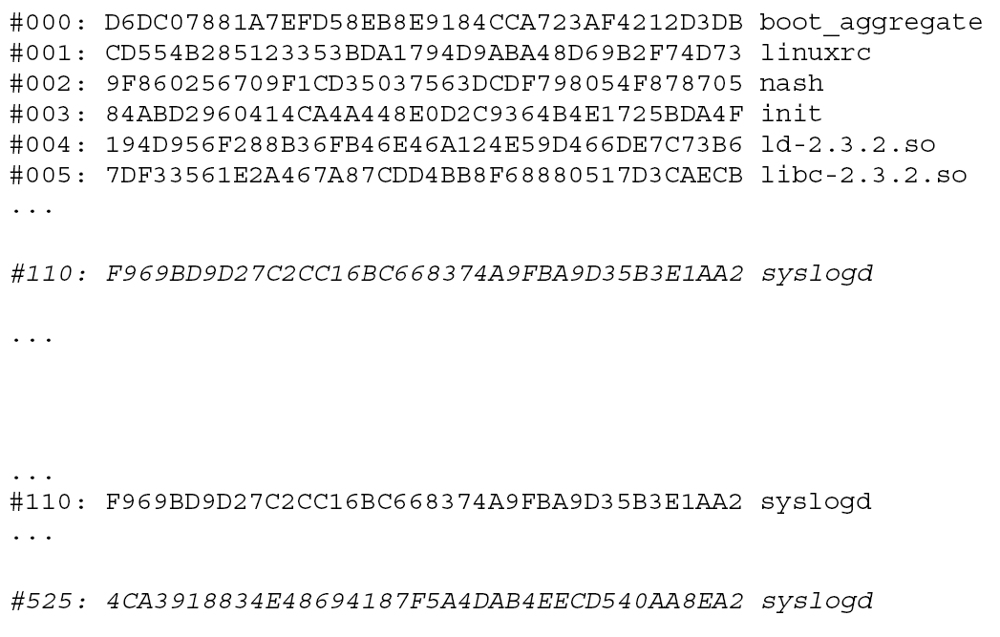 #000: D6DC07881A7EFD58EB8E9184CCA723AF4212D3DB boot_aggregate
#001: CD554B285123353BDA1794D9ABA48D69B2F74D73 linuxrc
#002: 9F860256709F1CD35037563DCDF798054F878705 nash
#003: 84ABD2960414CA4A448E0D2C9364B4E1725BDA4F init
#004: 194D956F288B36FB46E46A124E59D466DE7C73B6 ld-2.3.2.so
#005: 7DF33561E2A467A87CDD4BB8F68880517D3CAECB libc-2.3.2.so
...
#110: F969BD9D27C2CC16BC668374A9FBA9D35B3E1AA2 syslogd
...
...
#110: F969BD9D27C2CC16BC668374A9FBA9D35B3E1AA2 syslogd
...
#525: 4CA3918834E48694187F5A4DAB4EECD540AA8EA2 syslogd